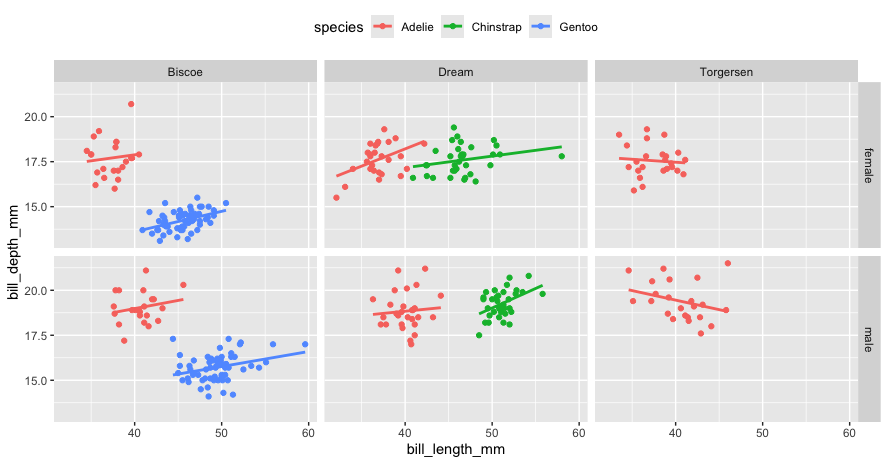 species Adelie Chinstrap Gentoo
Biscoe Dream Torgersen
20.0
17.5
15.0
female
bill_depth_mm
20.0
17.5
15.0
male
40 50 60 40 50 60 40 50 60
bill_length_mm